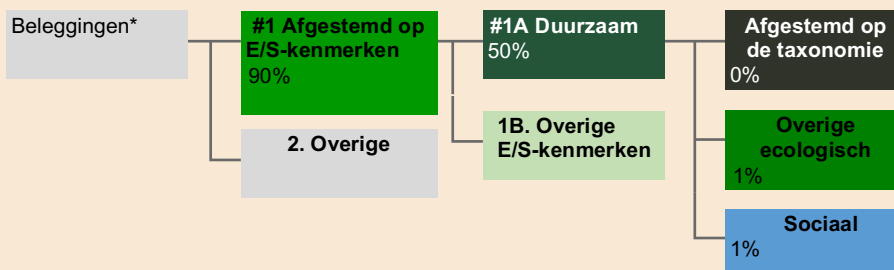 Beleggingen*
#1 Afgestemd op
E/S-kenmerken
90%
2. Overige
#1A Duurzaam
50%
1B. Overige
E/S-kenmerken
Afgestemd op
de taxonomie
0%
Overige
ecologisch
1%
Sociaal
1%